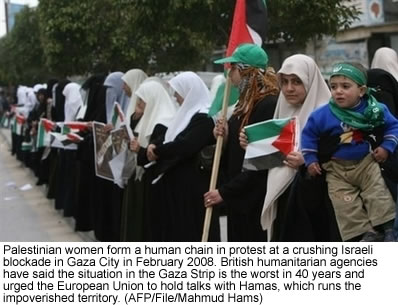 Palestinian women form a human chain in protest at a crushing Israeli
blockade in Gaza City in February 2008. British humanitarian agencies
have said the situation in the Gaza Strip is the worst in 40 years and
urged the European Union to hold talks with Hamas, which runs the
impoverished territory. (AFP/File/Mahmud Hams)